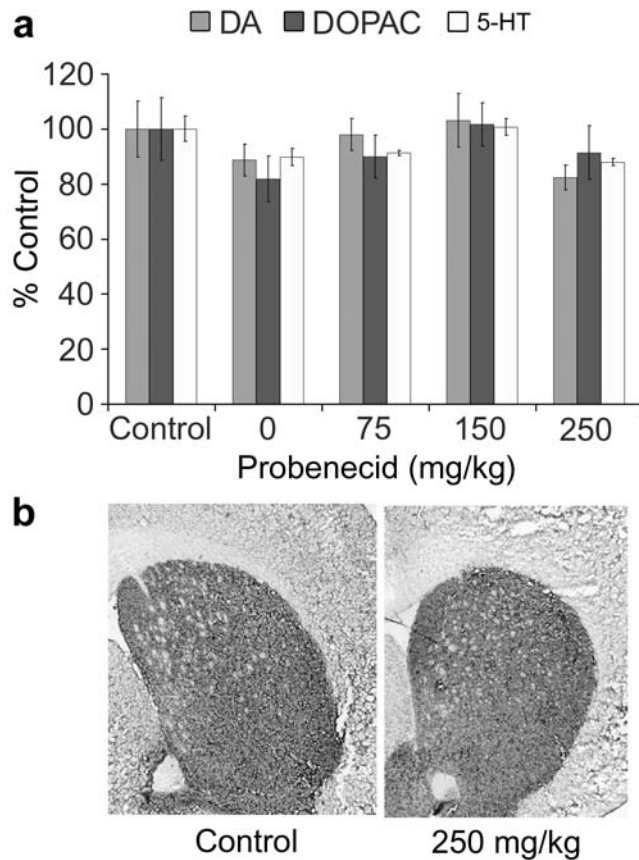 a
DA DOPAC 5-HT
% Control
120
100
80
60
40
20
0
Control 0 75 150 250
Probenecid (mg/kg)
b
Control 250 mg/kg